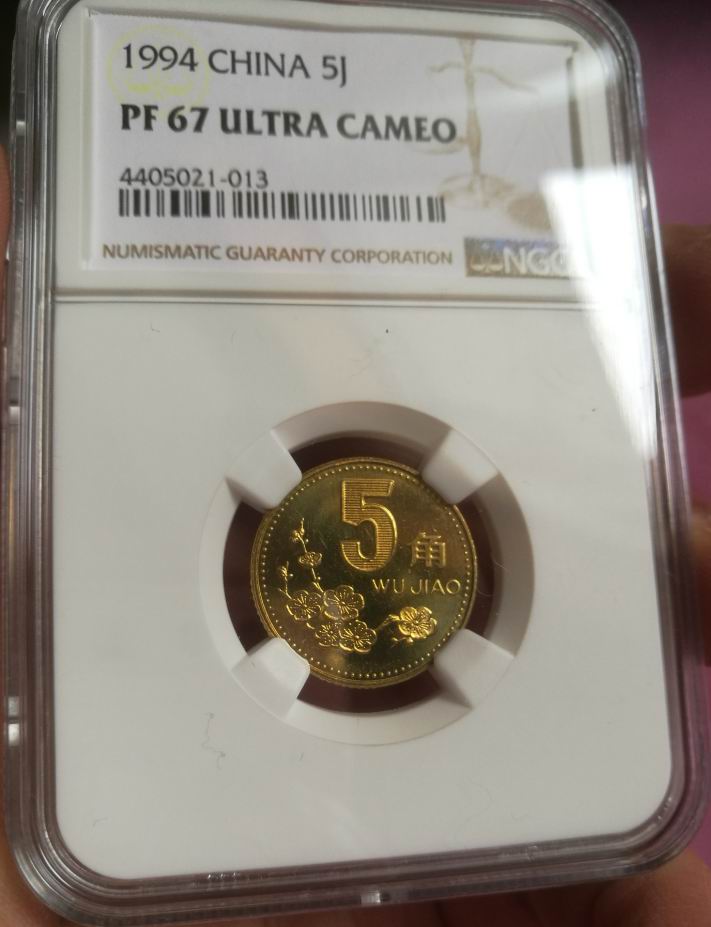 1994 CHINA 5J
PF 67 ULTRA CAMEO
4405021-013
NUMISMATIC GUARANTY CORPORATION
NGC
5
角
WU JIAO